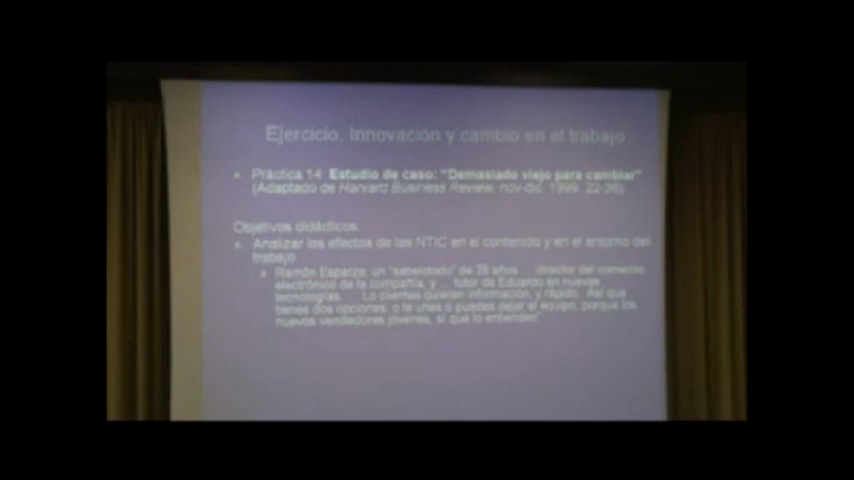 Ejercicio. Innovación y cambio en el trabajo
• Práctica 14. Estudio de caso: "Demasiado viejo para cambiar"
(Adaptado de Harvard Business Review, nov-dic. 1999, 22-36)
Objetivos didácticos:
• Analizar los efectos de las NTIC en el contenido y en el entorno del
trabajo
Ramón Esparza, un "sabelotodo" de 28 años ... director del comercio
electrónico de la compañía, y ... tutor de Eduardo en nuevas
tecnologías. ... Lo clientes quieren información, y rápido. Así que
tienes dos opciones: o te unes o puedes dejar el equipo, porque los
nuevos vendedores jóvenes, sí que lo entienden"